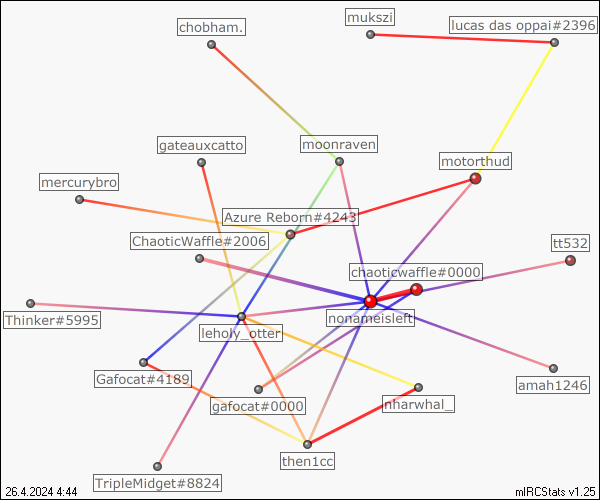 mukszi
lucas das oppai#2396
chobham.
gateauxcatto
moonraven
motorthud
mercurybro
Azure Reborn#4243
ChaoticWaffle#2006
tt532
chaoticwaffle#0000
Thinker#5995
nonameisleft
leholy_otter
Gafocat#4189
amah1246
gafocat#0000
nharwhal_
then1cc
TripleMidget#8824
26.4.2024 4:44
mIRCStats v1.25